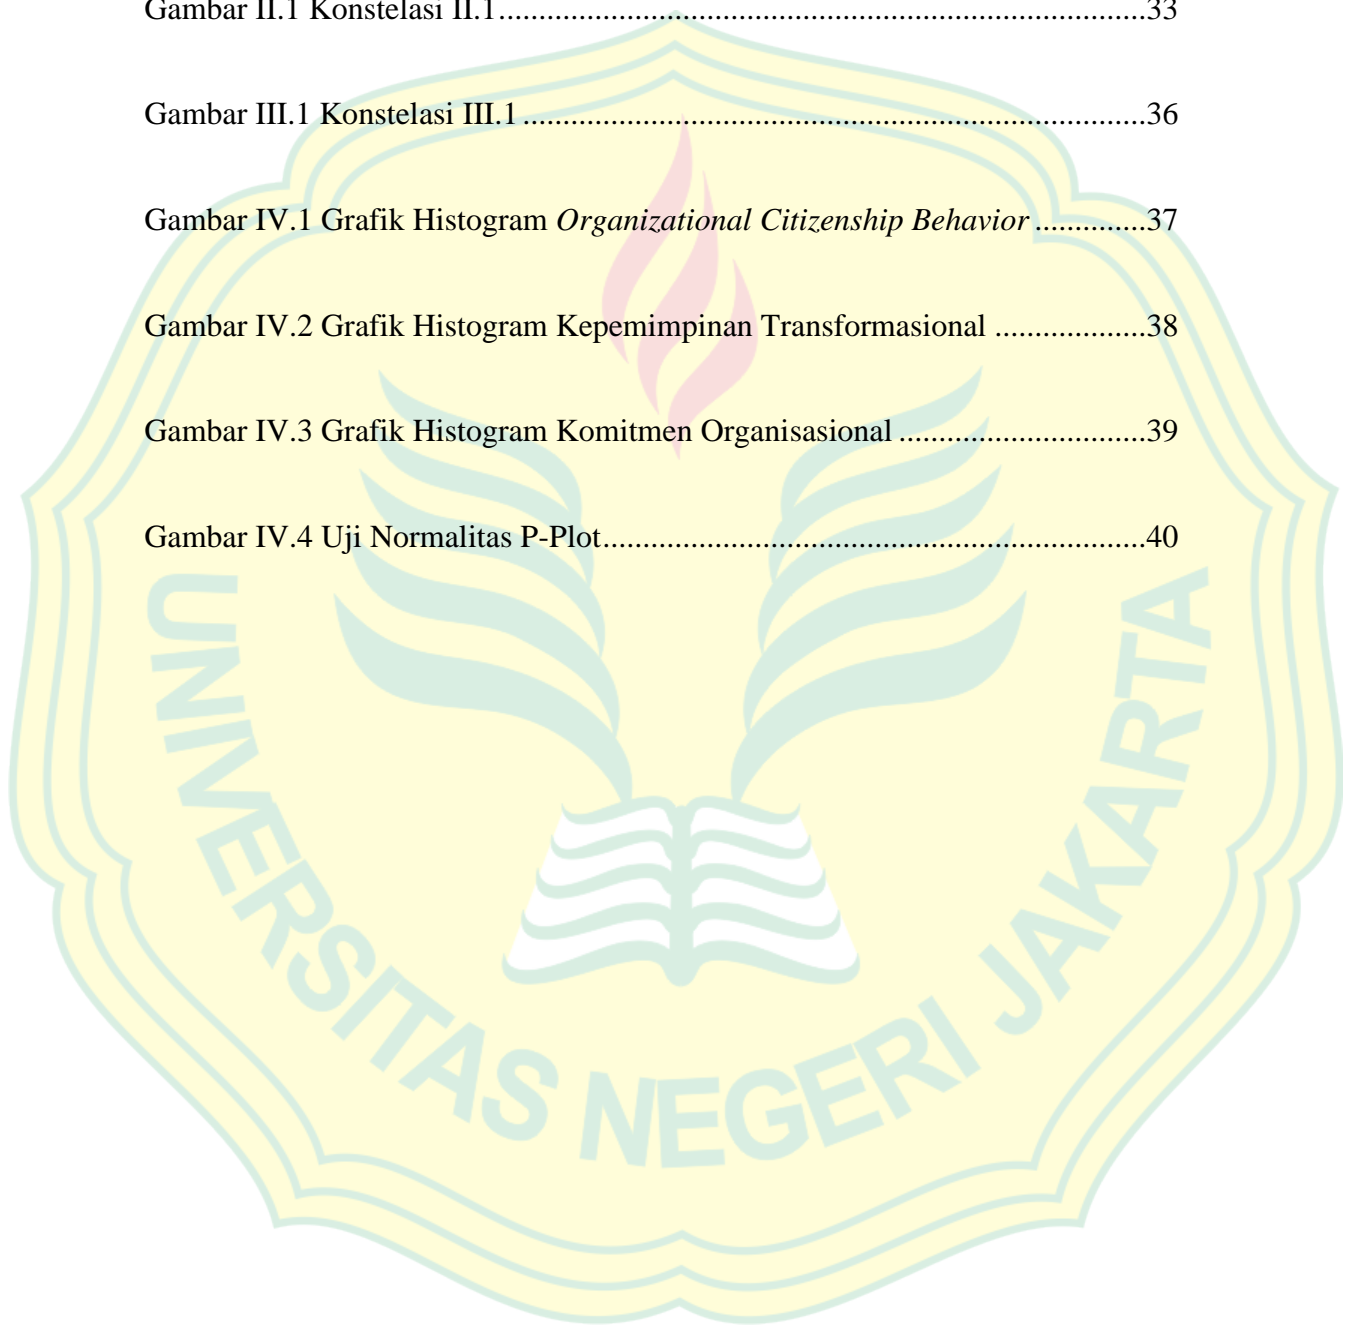 Gambar II.1 Konstelasi II.1..................................................................................33
Gambar III.1 Konstelasi III.1...............................................................................36
Gambar IV.1 Grafik Histogram Organizational Citizenship Behavior..............37
Gambar IV.2 Grafik Histogram Kepemimpinan Transformasional...................38
Gambar IV.3 Grafik Histogram Komitmen Organisasional...............................39
Gambar IV.4 Uji Normalitas P-Plot.....................................................................40
UNIVERSITAS NEGERI JAKARTA